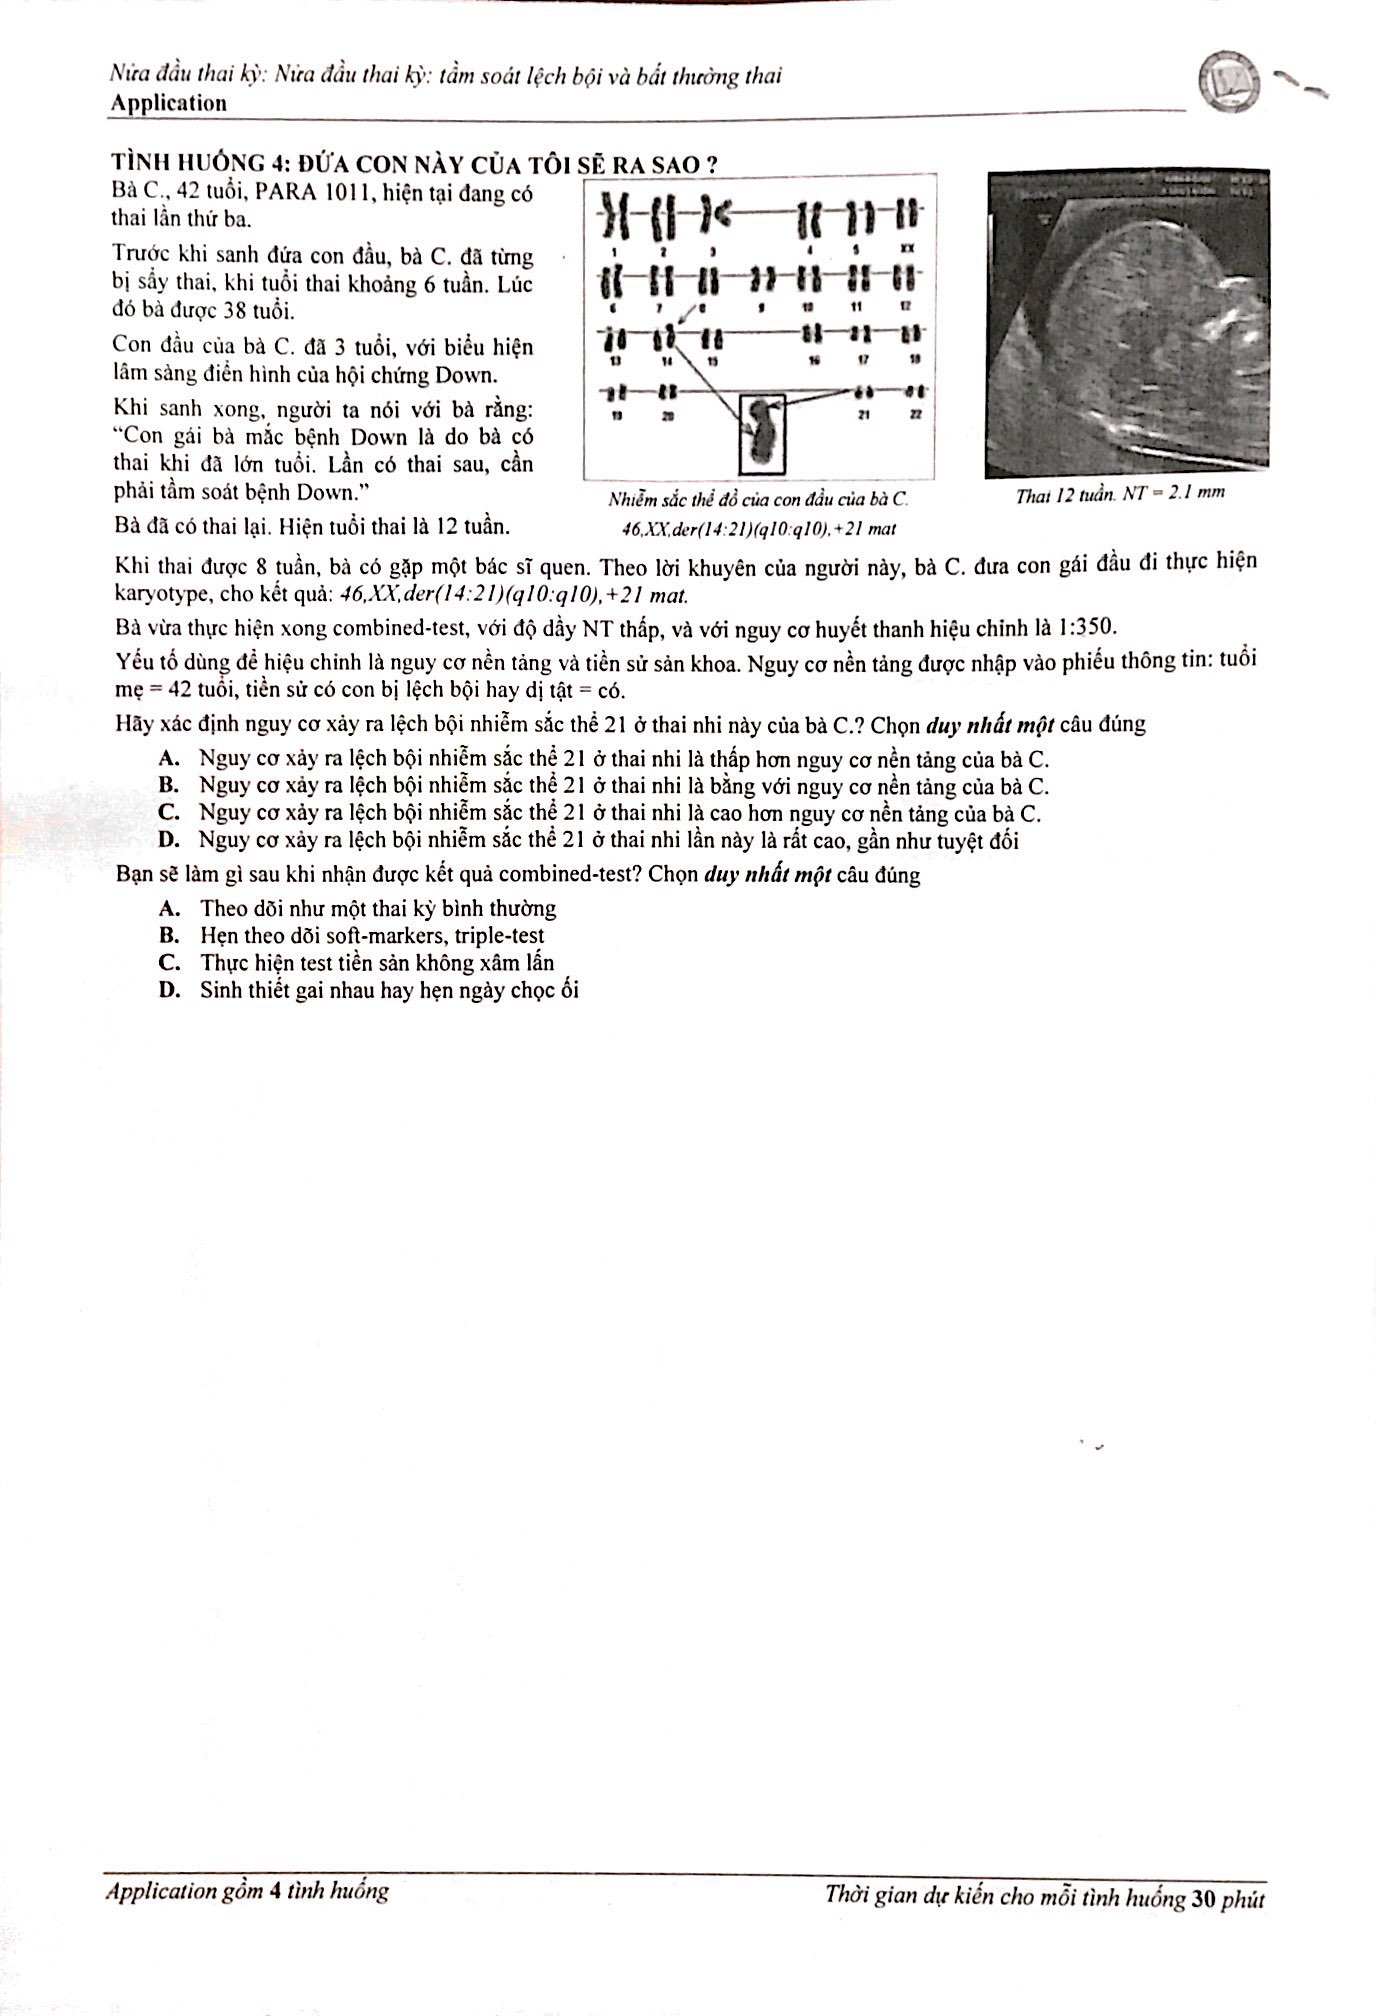 Nửa đầu thai kỳ: Nửa đầu thai kỳ: tầm soát lệch bội và bất thường thai
Application
TÌNH HUỐNG 4: ĐỨA CON NÀY CỦA TÔI SẼ RA SAO ?
Bà C., 42 tuổi, PARA 1011, hiện tại đang có
thai lần thứ ba.
Trước khi sanh đứa con đầu, bà C. đã từng
bị sẩy thai, khi tuổi thai khoảng 6 tuần. Lúc
đó bà được 38 tuổi.
Con đầu của bà C. đã 3 tuổi, với biểu hiện
lâm sàng điển hình của hội chứng Down.
Khi sanh xong, người ta nói với bà rằng:
“Con gái bà mắc bệnh Down là do bà có
thai khi đã lớn tuổi. Lần có thai sau, cần
phải tầm soát bệnh Down.”
Bà đã có thai lại. Hiện tuổi thai là 12 tuần.
1 2 3 4 5 XX
6 7 8 9 10 11 12
13 14 15 16 17 18
19 20 21 22
Nhiễm sắc thể đồ của con đầu của bà C.
46,XX,der(14:21)(q10:q10),+21 mat
Thai 12 tuần. NT = 2.1 mm
Khi thai được 8 tuần, bà có gặp một bác sĩ quen. Theo lời khuyên của người này, bà C. đưa con gái đầu đi thực hiện
karyotype, cho kết quả: 46,XX,der(14:21)(q10:q10),+21 mat.
Bà vừa thực hiện xong combined-test, với độ dầy NT thấp, và với nguy cơ huyết thanh hiệu chỉnh là 1:350.
Yếu tố dùng để hiệu chỉnh là nguy cơ nền tảng và tiền sử sản khoa. Nguy cơ nền tảng được nhập vào phiếu thông tin: tuổi
mẹ = 42 tuổi, tiền sử có con bị lệch bội hay dị tật = có.
Hãy xác định nguy cơ xảy ra lệch bội nhiễm sắc thể 21 ở thai nhi này của bà C.? Chọn duy nhất một câu đúng
A. Nguy cơ xảy ra lệch bội nhiễm sắc thể 21 ở thai nhi là thấp hơn nguy cơ nền tảng của bà C.
B. Nguy cơ xảy ra lệch bội nhiễm sắc thể 21 ở thai nhi là bằng với nguy cơ nền tảng của bà C.
C. Nguy cơ xảy ra lệch bội nhiễm sắc thể 21 ở thai nhi là cao hơn nguy cơ nền tảng của bà C.
D. Nguy cơ xảy ra lệch bội nhiễm sắc thể 21 ở thai nhi lần này là rất cao, gần như tuyệt đối
Bạn sẽ làm gì sau khi nhận được kết quả combined-test? Chọn duy nhất một câu đúng
A. Theo dõi như một thai kỳ bình thường
B. Hẹn theo dõi soft-markers, triple-test
C. Thực hiện test tiền sản không xâm lấn
D. Sinh thiết gai nhau hay hẹn ngày chọc ối
Application gồm 4 tình huống
Thời gian dự kiến cho mỗi tình huống 30 phút